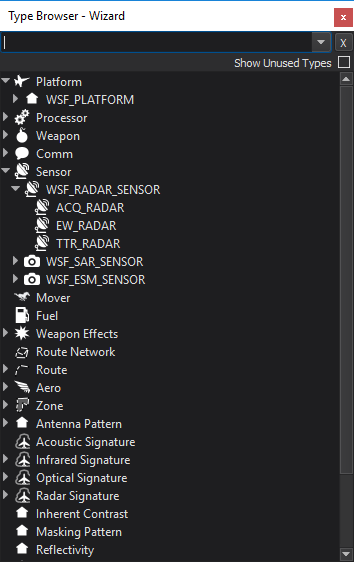 Type Browser - Wizard
x
X
Show Unused Types
Platform
WSF_PLATFORM
Processor
Weapon
Comm
Sensor
WSF_RADAR_SENSOR
ACQ_RADAR
EW_RADAR
TTR_RADAR
WSF_SAR_SENSOR
WSF_ESM_SENSOR
Mover
Fuel
Weapon Effects
Route Network
Route
Aero
Zone
Antenna Pattern
Acoustic Signature
Infrared Signature
Optical Signature
Radar Signature
Inherent Contrast
Masking Pattern
Reflectivity